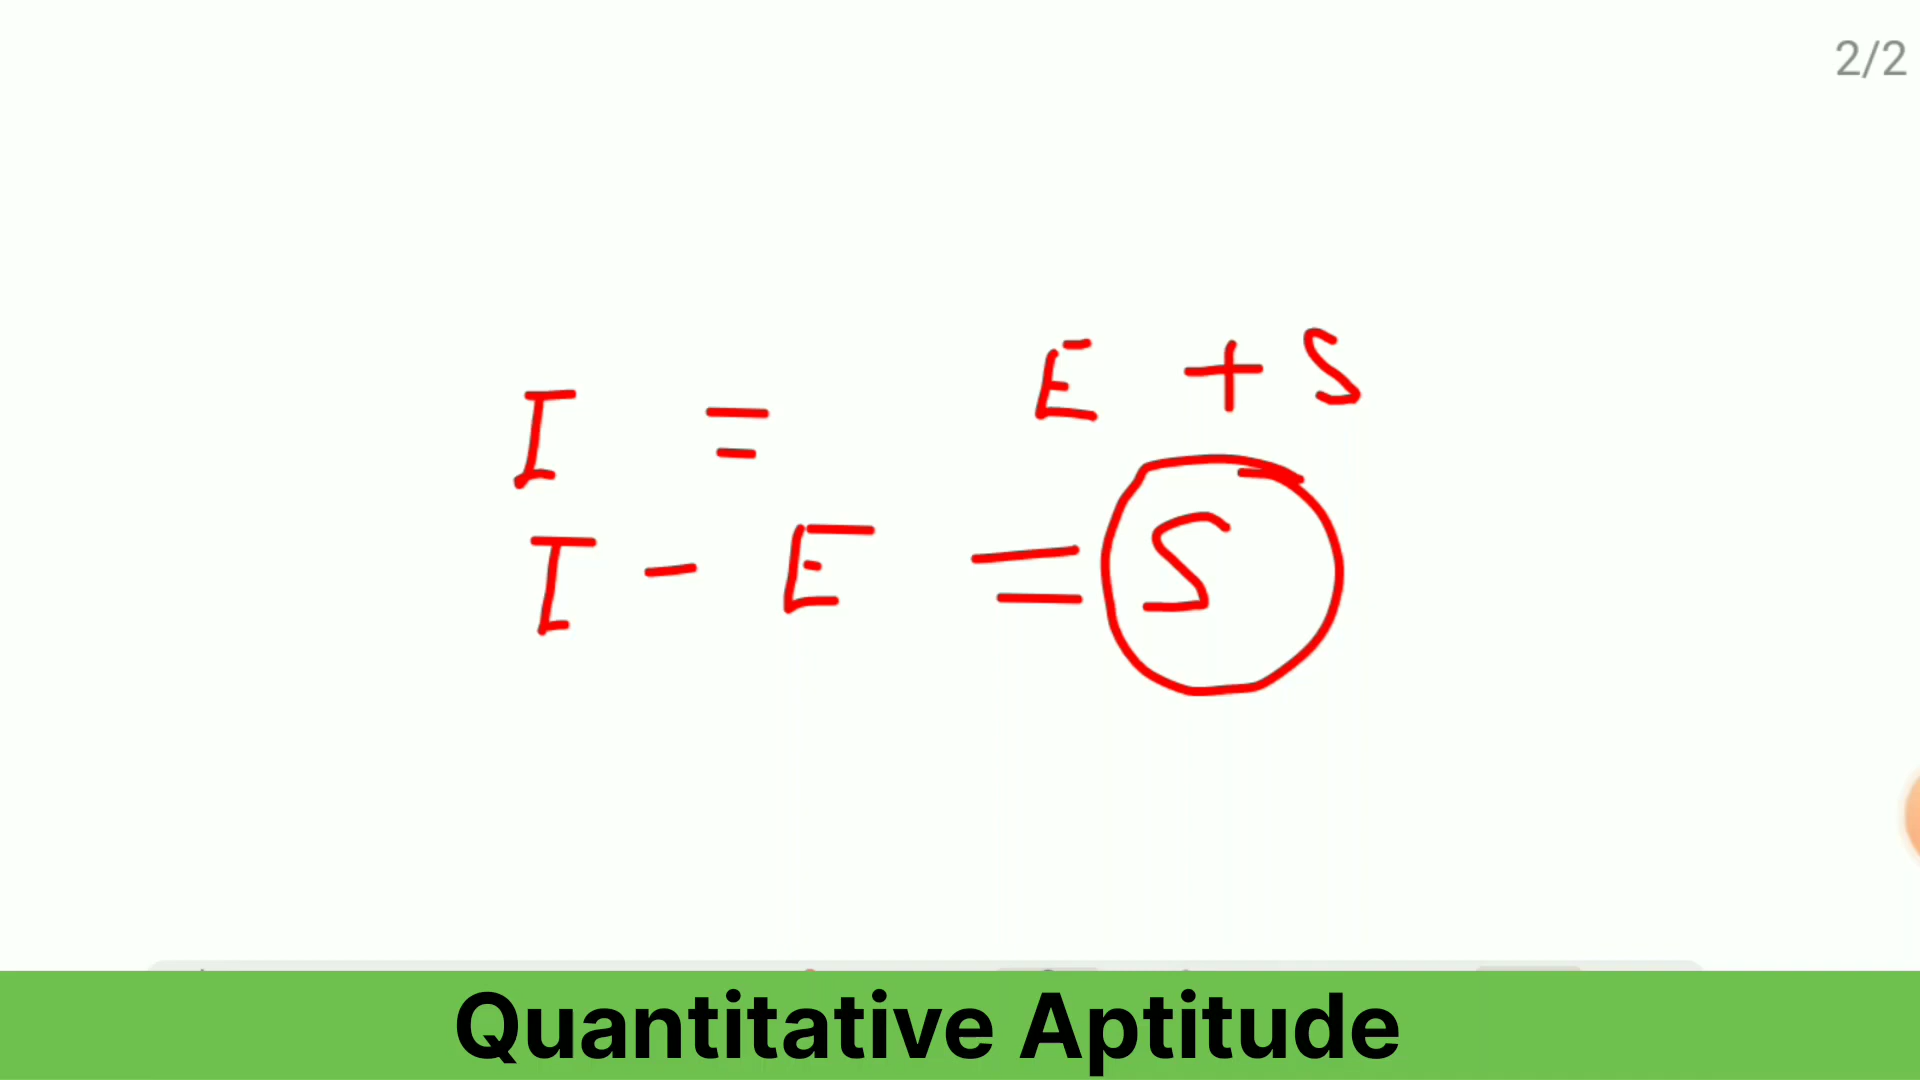 2/2
I = E + S
I - E = S
Quantitative Aptitude